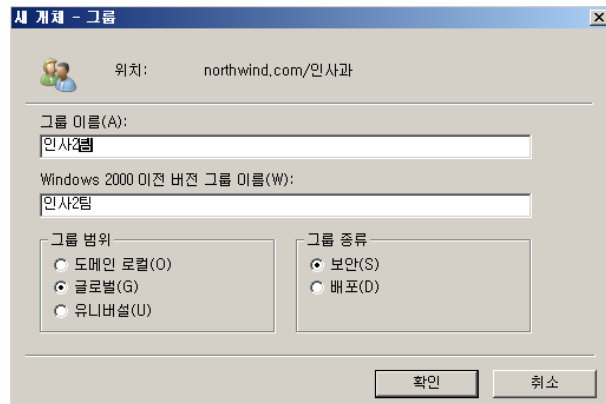 새 개체 - 그룹
위치: northwind.com/인사과
그룹 이름(A):
인사2팀
Windows 2000 이전 버전 그룹 이름(W):
인사2팀
그룹 범위
도메인 로컬(O)
글로벌(G)
유니버설(U)
그룹 종류
보안(S)
배포(D)
확인
취소